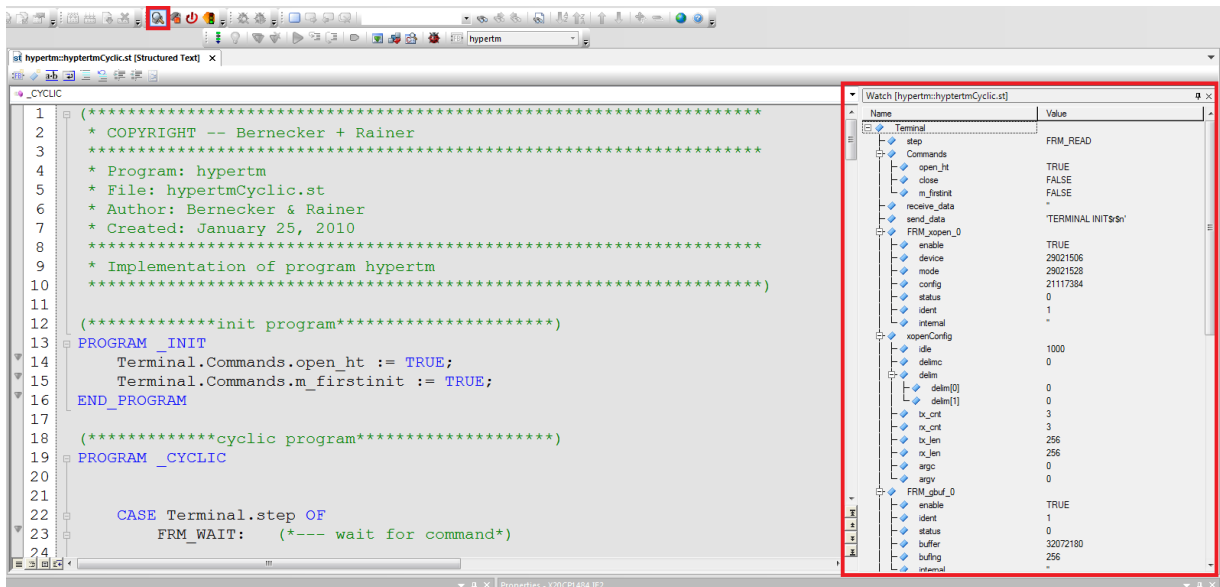 hypertm
hypertm::hyptertmCyclic.st [Structured Text]
_CYCLIC
1 (********************************************************************
2 * COPYRIGHT -- Bernecker + Rainer
3 ********************************************************************
4 * Program: hypertm
5 * File: hypertmCyclic.st
6 * Author: Bernecker & Rainer
7 * Created: January 25, 2010
8 ********************************************************************
9 * Implementation of program hypertm
10 ********************************************************************)
11
12 (*************init program**********************)
13 PROGRAM _INIT
14 Terminal.Commands.open_ht := TRUE;
15 Terminal.Commands.m_firstinit := TRUE;
16 END_PROGRAM
17
18 (*************cyclic program********************)
19 PROGRAM _CYCLIC
20
21
22 CASE Terminal.step OF
23 FRM_WAIT: (*--- wait for command*)
24
Watch [hypertm::hyptertmCyclic.st]
Name Value
Terminal
step FRM_READ
Commands
open_ht TRUE
close FALSE
m_firstinit FALSE
receive_data ''
send_data 'TERMINAL INIT$r$n'
FRM_xopen_0
enable TRUE
device 29021506
mode 29021528
config 21117384
status 0
ident 1
internal ''
xopenConfig
idle 1000
delimc 0
delim
delim[0] 0
delim[1] 0
tx_cnt 3
rx_cnt 3
tx_len 256
rx_len 256
argc 0
argv 0
FRM_gbuf_0
enable TRUE
ident 1
status 0
buffer 32072180
buflng 256
internal ''
Properties - X20CP1484.IF2